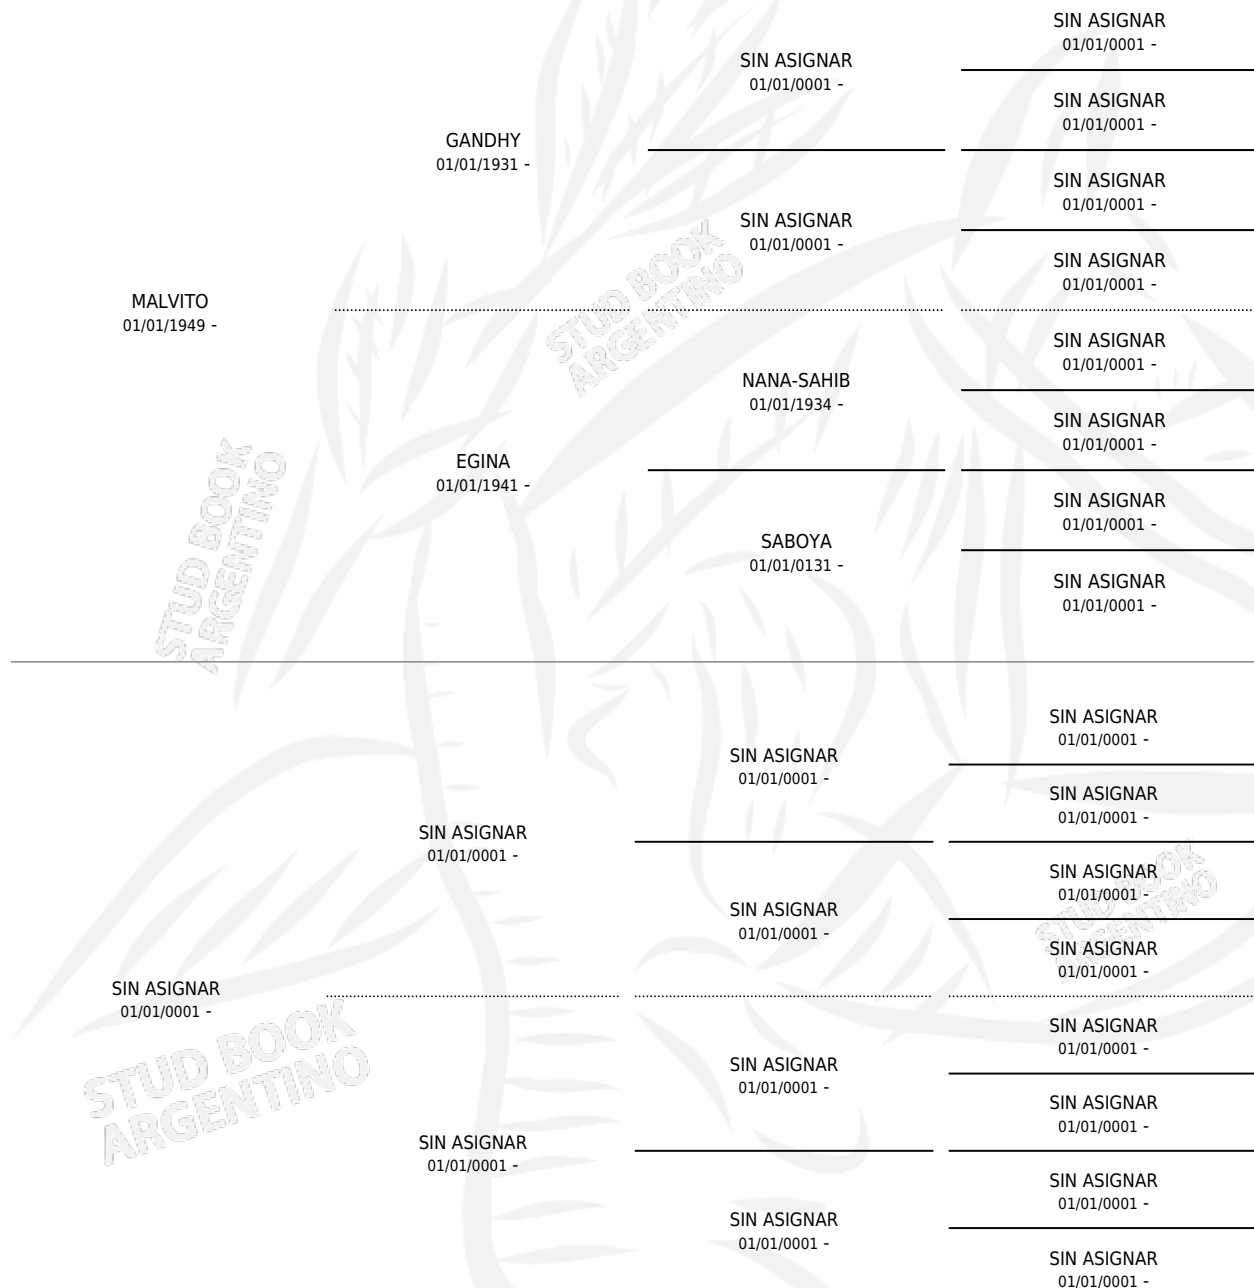 SIN ASIGNAR
01/01/0001 -
SIN ASIGNAR
01/01/0001 -
SIN ASIGNAR
01/01/0001 -
GANDHY
01/01/1931 -
SIN ASIGNAR
01/01/0001 -
SIN ASIGNAR
01/01/0001 -
SIN ASIGNAR
01/01/0001 -
MALVITO
01/01/1949 -
STUD BOOK
ARGENTINO
SIN ASIGNAR
01/01/0001 -
NANA-SAHIB
01/01/1934 -
SIN ASIGNAR
01/01/0001 -
EGINA
01/01/1941 -
STUD BOOK
ARGENTINO
SIN ASIGNAR
01/01/0001 -
SABOYA
01/01/0131 -
SIN ASIGNAR
01/01/0001 -
SIN ASIGNAR
01/01/0001 -
SIN ASIGNAR
01/01/0001 -
SIN ASIGNAR
01/01/0001 -
SIN ASIGNAR
01/01/0001 -
SIN ASIGNAR
01/01/0001 -
SIN ASIGNAR
01/01/0001 -
SIN ASIGNAR
01/01/0001 -
STUD BOOK
ARGENTINO
SIN ASIGNAR
01/01/0001 -
SIN ASIGNAR
01/01/0001 -
STUD BOOK
ARGENTINO
SIN ASIGNAR
01/01/0001 -
SIN ASIGNAR
01/01/0001 -
SIN ASIGNAR
01/01/0001 -
SIN ASIGNAR
01/01/0001 -
SIN ASIGNAR
01/01/0001 -
SIN ASIGNAR
01/01/0001 -
SIN ASIGNAR
01/01/0001 -